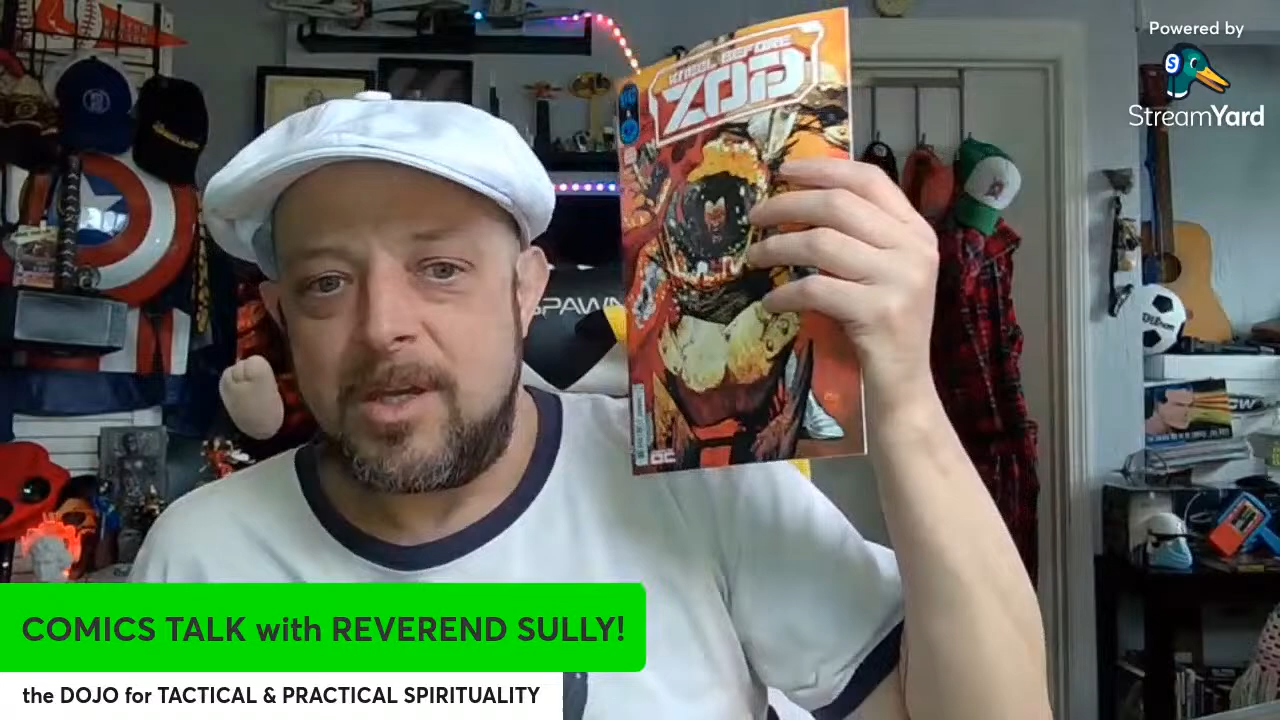 Powered by
StreamYard
KNEEL BEFORE
ZOD
DC
SPAWN
Wilson
COMICS TALK with REVEREND SULLY!
the DOJO for TACTICAL & PRACTICAL SPIRITUALITY